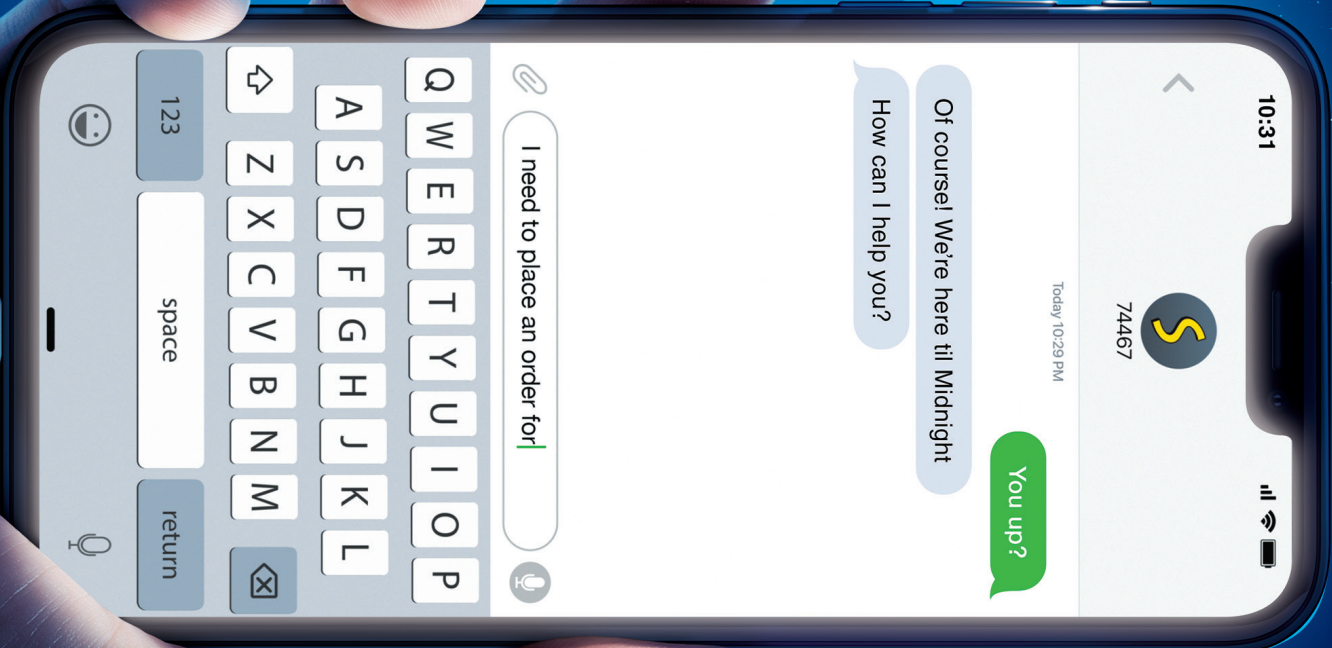 10:31
S
74467
Today 10:29 PM
You up?
Of course! We're here til Midnight
How can I help you?
I need to place an order for
Q W E R T Y U I O P
A S D F G H J K L
Z X C V B N M
123 space return